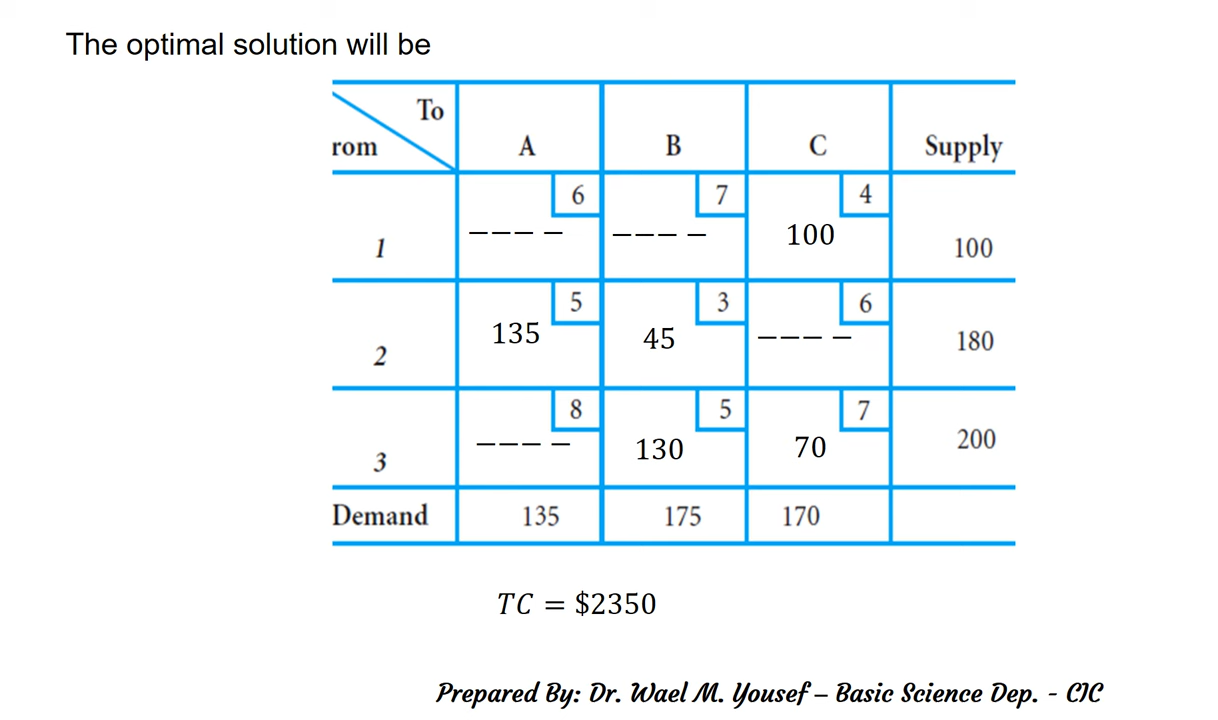 The optimal solution will be
To
rom A B C Supply
6 7 4
1 ---- ---- 100 100
5 3 6
2 135 45 ---- 180
8 5 7
3 ---- 130 70 200
Demand 135 175 170
TC = $2350
Prepared By: Dr. Wael M. Yousef – Basic Science Dep. - CIC